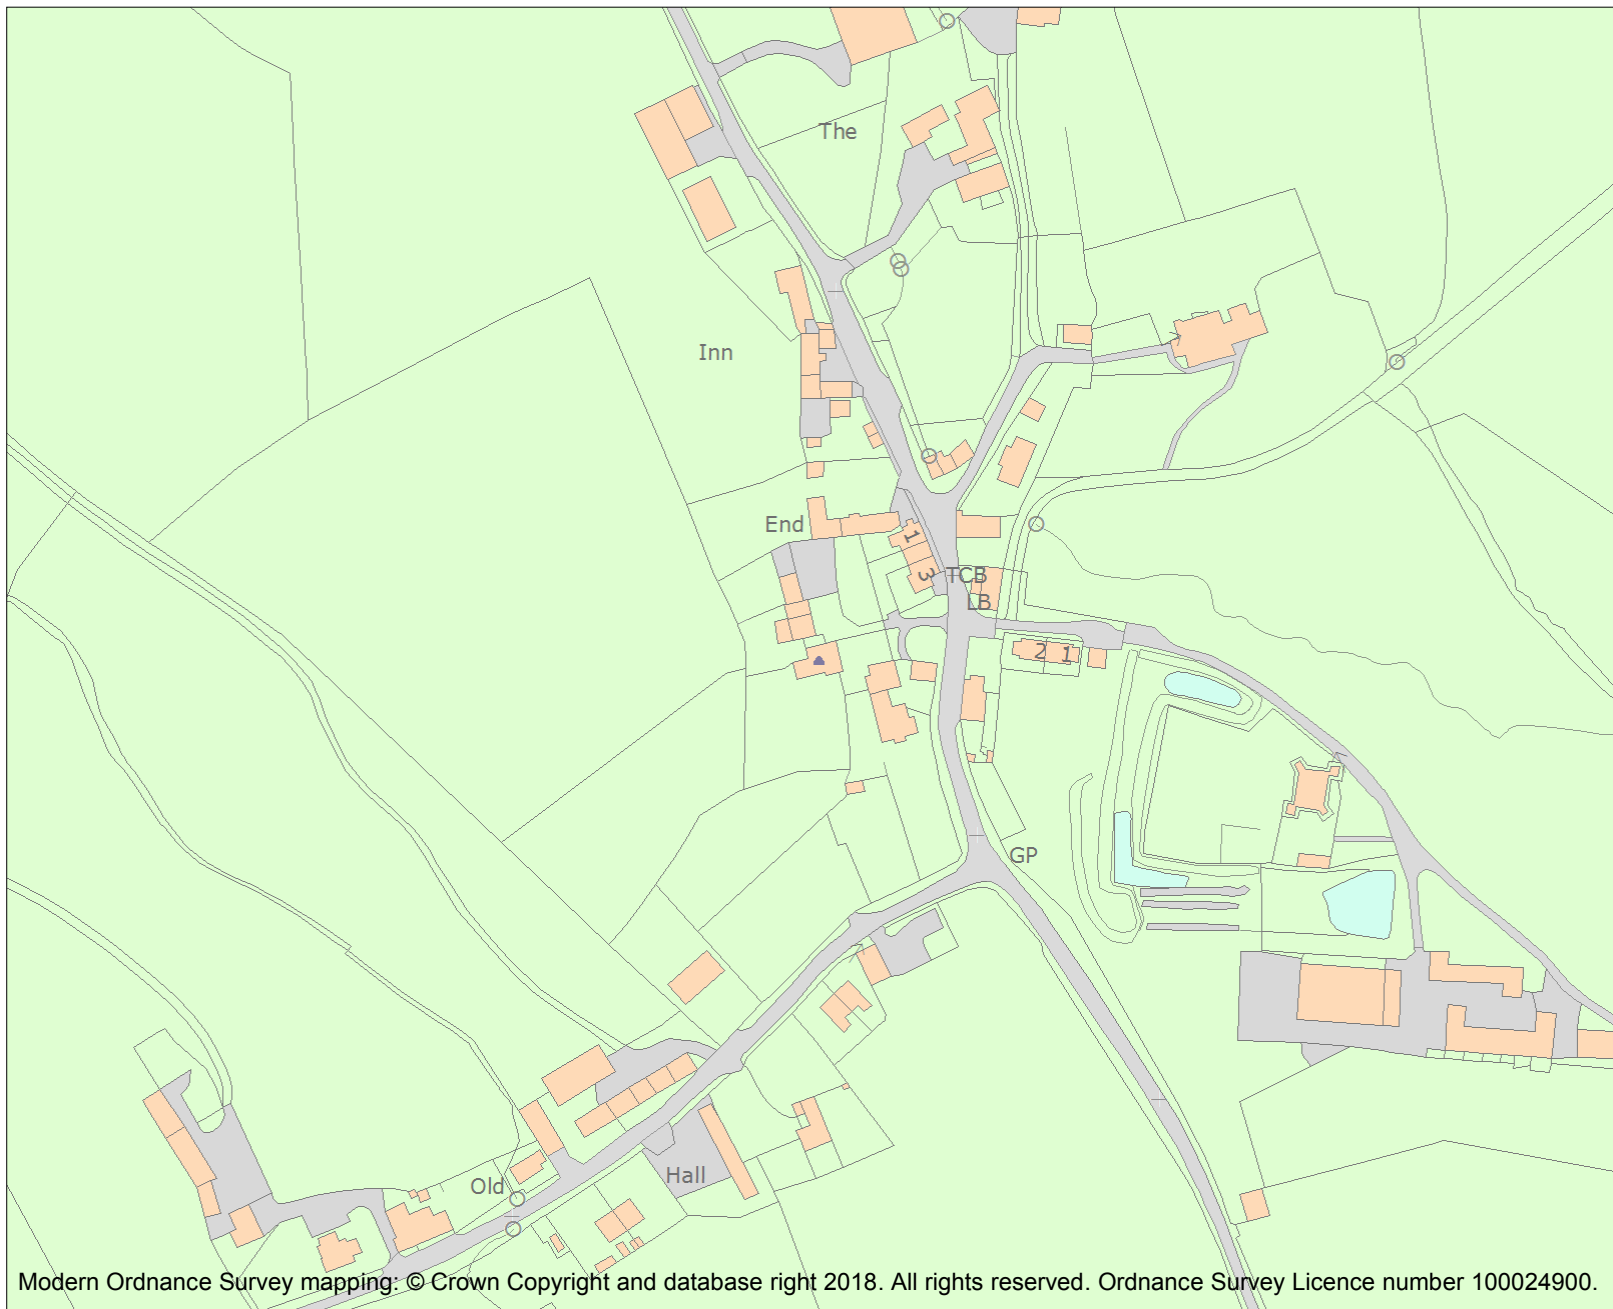 The
Inn
End
1
3
TCB
LB
2 1
GP
Old
Hall
Modern Ordnance Survey mapping: © Crown Copyright and database right 2018. All rights reserved. Ordnance Survey Licence number 100024900.